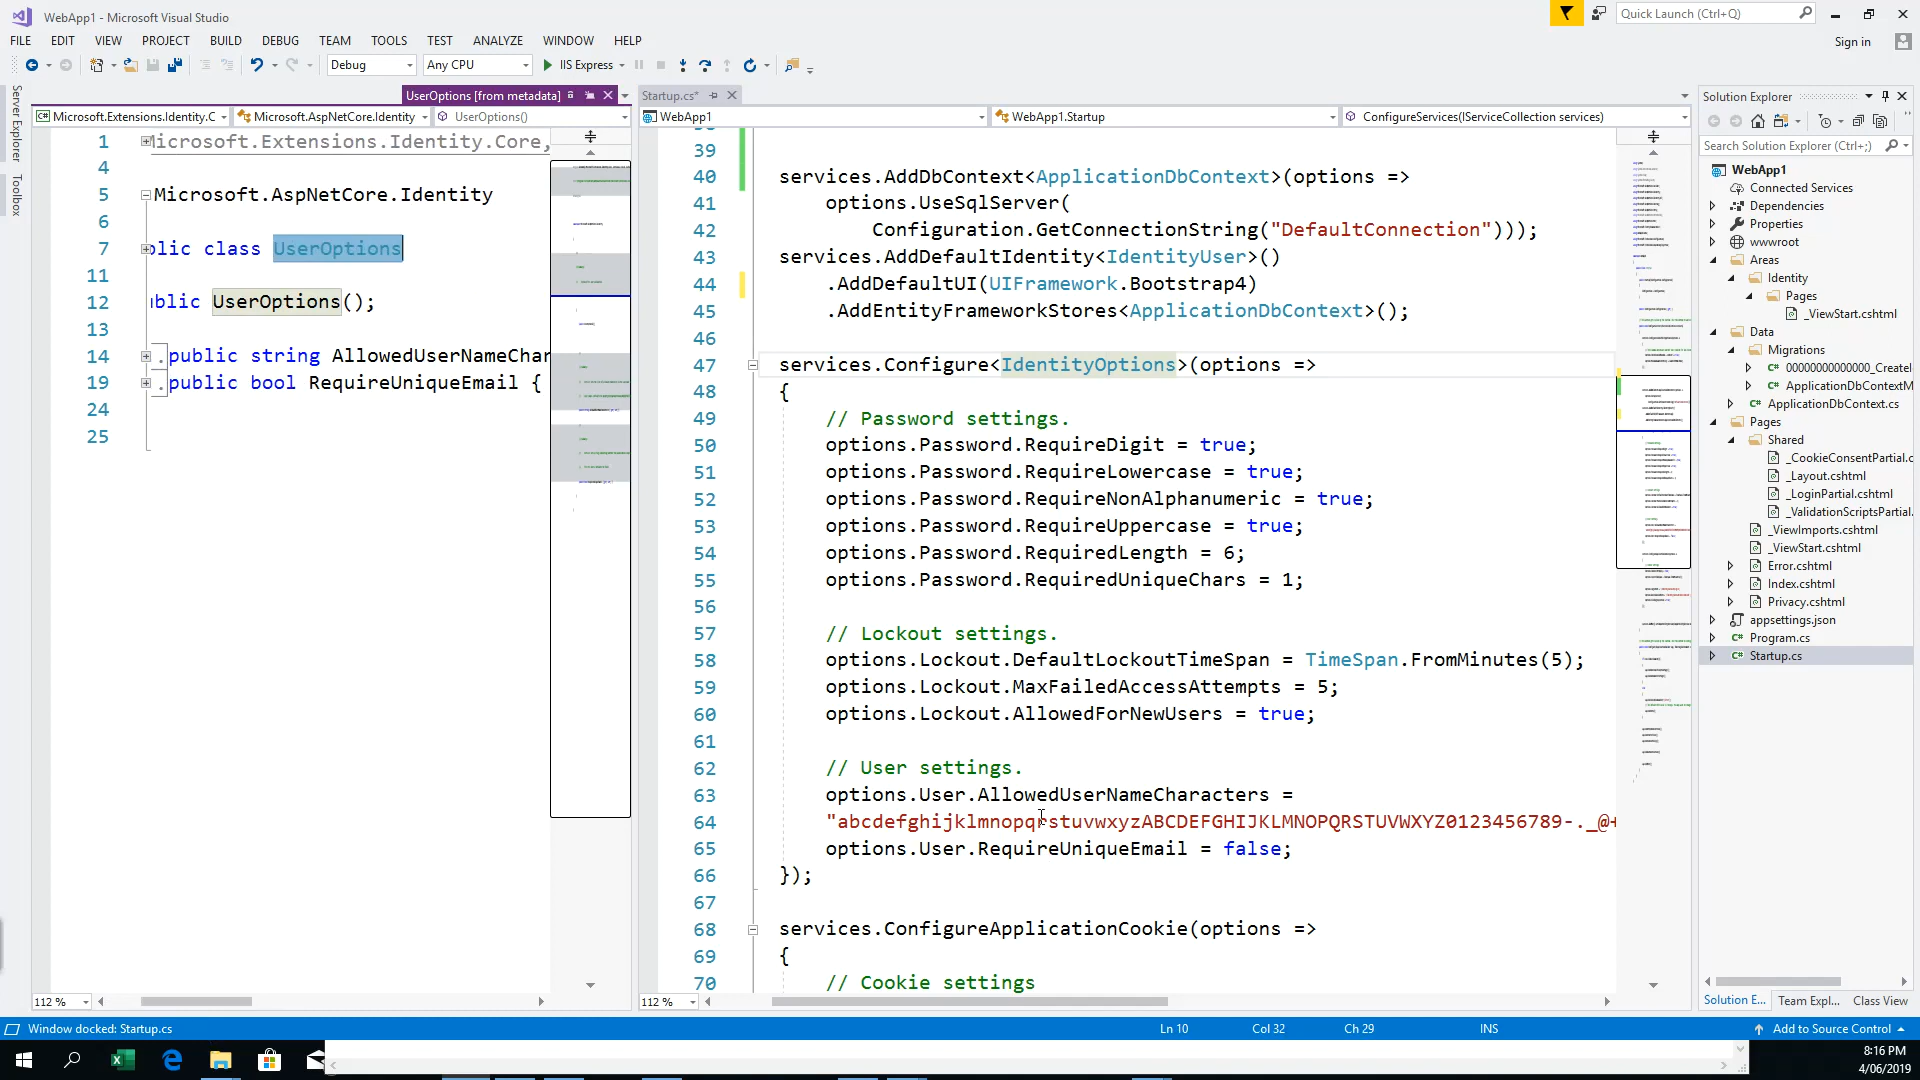 WebApp1 - Microsoft Visual Studio
Quick Launch (Ctrl+Q)
FILE EDIT VIEW PROJECT BUILD DEBUG TEAM TOOLS TEST ANALYZE WINDOW HELP
Sign in
Debug Any CPU IIS Express
Server Explorer
Toolbox
UserOptions [from metadata]
Microsoft.Extensions.Identity.C Microsoft.AspNetCore.Identity UserOptions()
1 Microsoft.Extensions.Identity.Core,
4
5 Microsoft.AspNetCore.Identity
6
7 blic class UserOptions
11
12 ublic UserOptions();
13
14 public string AllowedUserNameChar
19 public bool RequireUniqueEmail {
24
25
112 %
Startup.cs*
WebApp1 WebApp1.Startup ConfigureServices(IServiceCollection services)
38
39
40 services.AddDbContext<ApplicationDbContext>(options =>
41 options.UseSqlServer(
42 Configuration.GetConnectionString("DefaultConnection")));
43 services.AddDefaultIdentity<IdentityUser>()
44 .AddDefaultUI(UIFramework.Bootstrap4)
45 .AddEntityFrameworkStores<ApplicationDbContext>();
46
47 services.Configure<IdentityOptions>(options =>
48 {
49 // Password settings.
50 options.Password.RequireDigit = true;
51 options.Password.RequireLowercase = true;
52 options.Password.RequireNonAlphanumeric = true;
53 options.Password.RequireUppercase = true;
54 options.Password.RequiredLength = 6;
55 options.Password.RequiredUniqueChars = 1;
56
57 // Lockout settings.
58 options.Lockout.DefaultLockoutTimeSpan = TimeSpan.FromMinutes(5);
59 options.Lockout.MaxFailedAccessAttempts = 5;
60 options.Lockout.AllowedForNewUsers = true;
61
62 // User settings.
63 options.User.AllowedUserNameCharacters =
64 "abcdefghijklmnopqrstuvwxyzABCDEFGHIJKLMNOPQRSTUVWXYZ0123456789-._@+
65 options.User.RequireUniqueEmail = false;
66 });
67
68 services.ConfigureApplicationCookie(options =>
69 {
70 // Cookie settings
112 %
Solution Explorer
Search Solution Explorer (Ctrl+;)
WebApp1
Connected Services
Dependencies
Properties
wwwroot
Areas
Identity
Pages
_ViewStart.cshtml
Data
Migrations
00000000000000_CreateI
ApplicationDbContextM
ApplicationDbContext.cs
Pages
Shared
_CookieConsentPartial.c
_Layout.cshtml
_LoginPartial.cshtml
_ValidationScriptsPartial.
_ViewImports.cshtml
_ViewStart.cshtml
Error.cshtml
Index.cshtml
Privacy.cshtml
appsettings.json
Program.cs
Startup.cs
Solution E... Team Expl... Class View
Window docked: Startup.cs
Ln 10 Col 32 Ch 29 INS
Add to Source Control
8:16 PM
4/06/2019